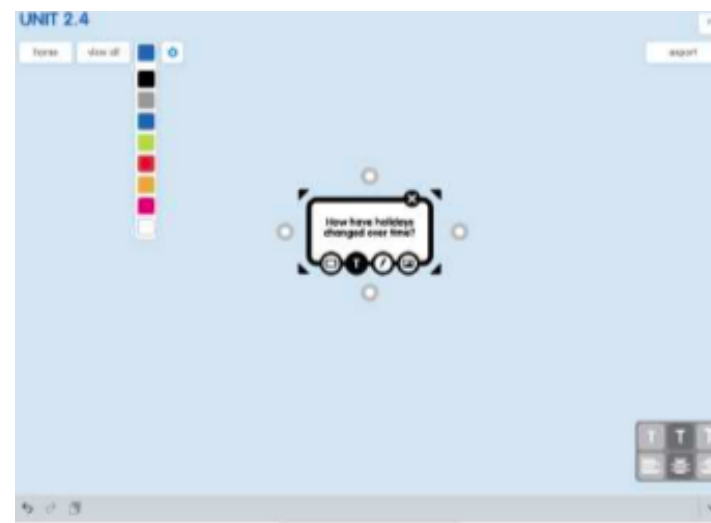 UNIT 2.4
home
view all
export
How have holidays
changed over time?
T
T
T